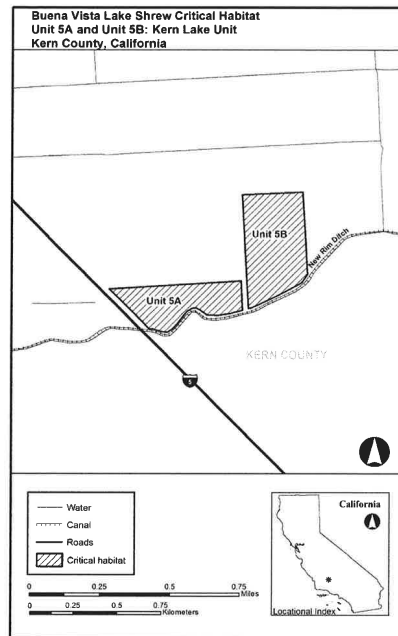 Buena Vista Lake Shrew Critical Habitat
Unit 5A and Unit 5B: Kern Lake Unit
Kern County, California
Unit 5B
New Rim Ditch
Unit 5A
KERN COUNTY
5
Water
Canal
Roads
Critical habitat
California
Locational Index
0 0.25 0.5 0.75
Miles
0 0.25 0.5 0.75
Kilometers